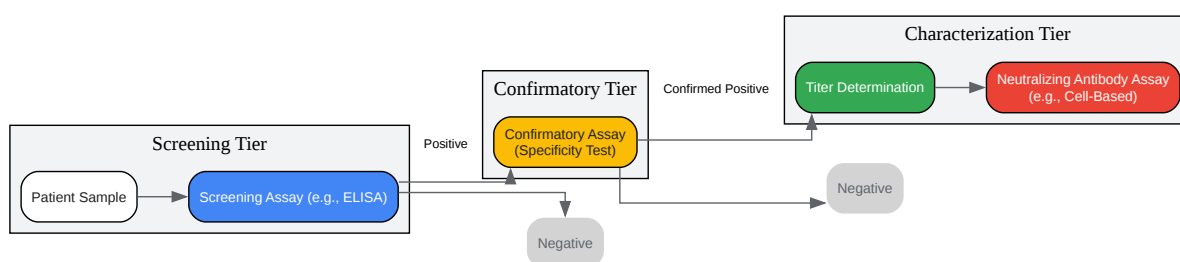 Screening Tier
Patient Sample
Screening Assay (e.g., ELISA)
Positive
Negative
Confirmatory Tier
Confirmatory Assay
(Specificity Test)
Confirmed Positive
Negative
Characterization Tier
Titer Determination
Neutralizing Antibody Assay
(e.g., Cell-Based)